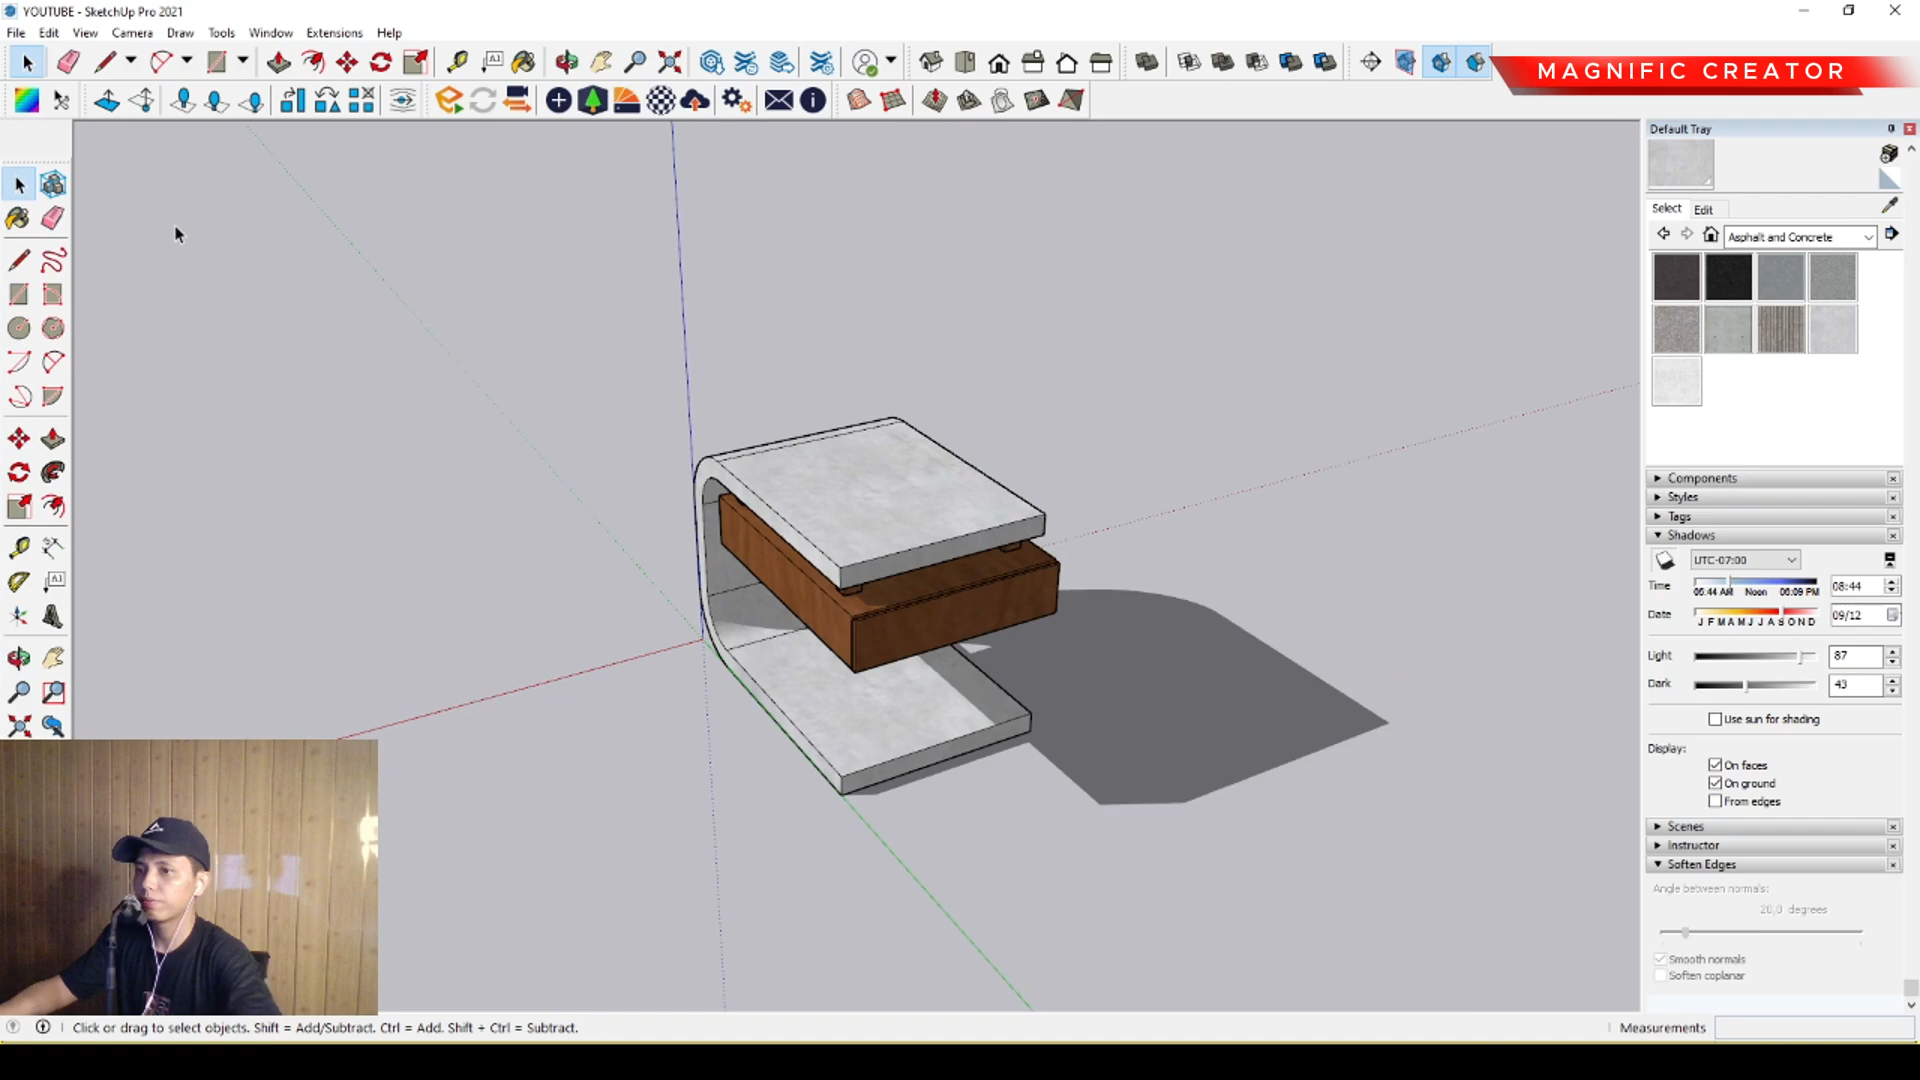 YOUTUBE - SketchUp Pro 2021
File Edit View Camera Draw Tools Window Extensions Help
MAGNIFIC CREATOR
Default Tray
Select Edit
Asphalt and Concrete
Components
Styles
Tags
Shadows
UTC-07:00
Time 06:44 AM Noon 06:09 PM 08:44
Date J F M A M J J A S O N D 09/12
Light 87
Dark 43
Use sun for shading
Display:
On faces
On ground
From edges
Scenes
Instructor
Soften Edges
Angle between normals:
20,0 degrees
Smooth normals
Soften coplanar
Click or drag to select objects. Shift = Add/Subtract. Ctrl = Add. Shift + Ctrl = Subtract.
Measurements